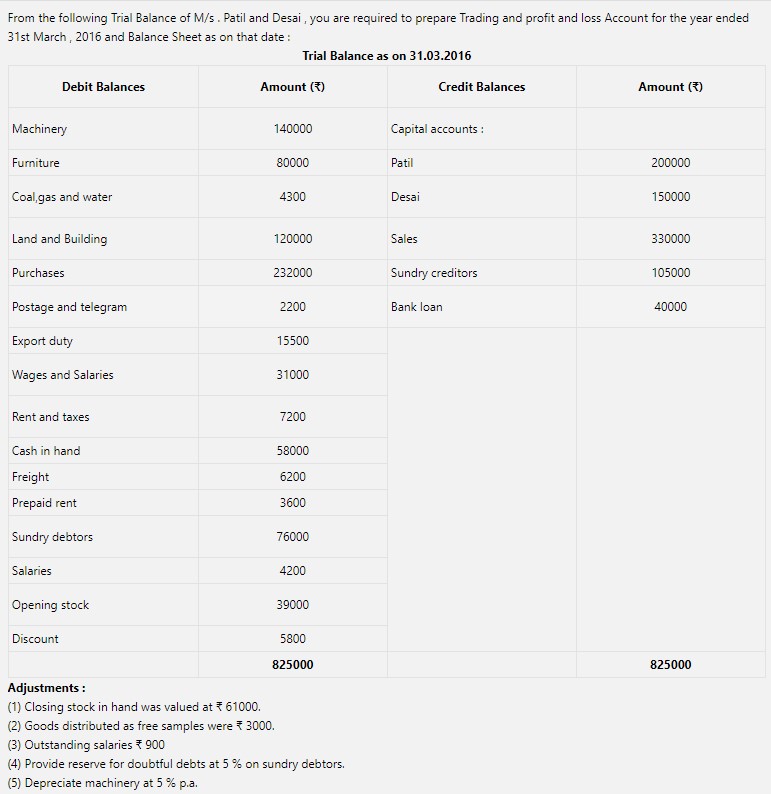 From the following Trial Balance of M/s . Patil and Desai , you are required to prepare Trading and profit and loss Account for the year ended
31st March , 2016 and Balance Sheet as on that date :
Trial Balance as on 31.03.2016
Debit Balances Amount (₹) Credit Balances Amount (₹)
Machinery 140000 Capital accounts :
Furniture 80000 Patil 200000
Coal,gas and water 4300 Desai 150000
Land and Building 120000 Sales 330000
Purchases 232000 Sundry creditors 105000
Postage and telegram 2200 Bank loan 40000
Export duty 15500
Wages and Salaries 31000
Rent and taxes 7200
Cash in hand 58000
Freight 6200
Prepaid rent 3600
Sundry debtors 76000
Salaries 4200
Opening stock 39000
Discount 5800
825000 825000
Adjustments :
(1) Closing stock in hand was valued at ₹ 61000.
(2) Goods distributed as free samples were ₹ 3000.
(3) Outstanding salaries ₹ 900
(4) Provide reserve for doubtful debts at 5 % on sundry debtors.
(5) Depreciate machinery at 5 % p.a.